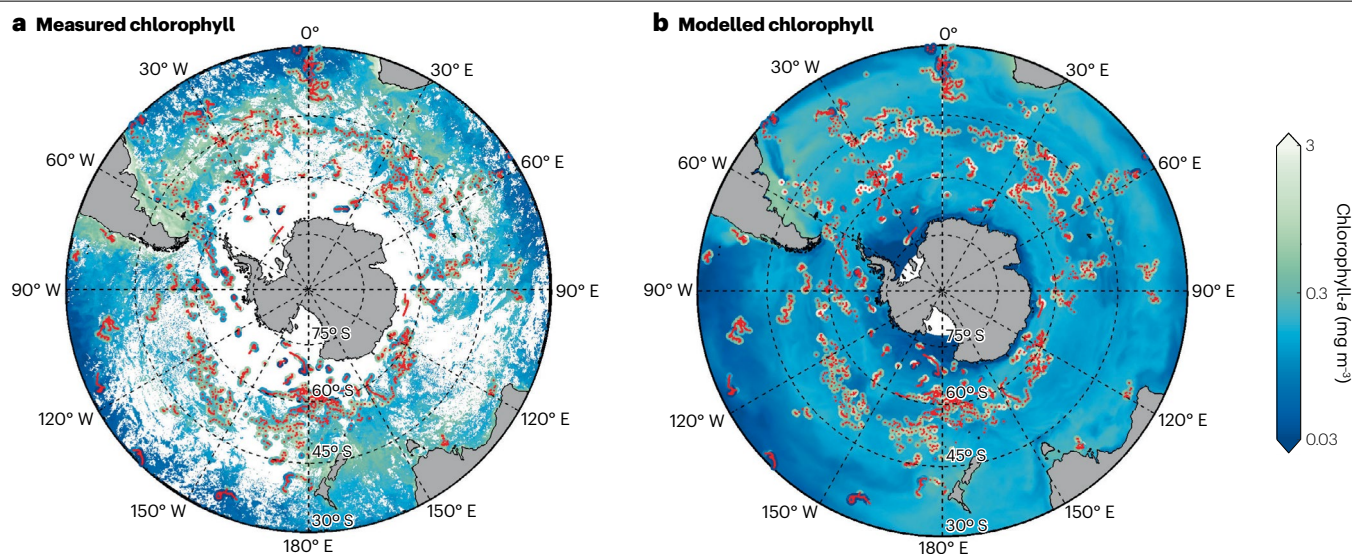 a Measured chlorophyll
0°
30° W
30° E
60° W
60° E
90° W
90° E
75° S
60° S
120° W
120° E
45° S
150° W
150° E
30° S
180° E
b Modelled chlorophyll
0°
30° W
30° E
60° W
60° E
90° W
90° E
75° S
60° S
120° W
120° E
45° S
150° W
150° E
30° S
180° E
3
0.3
0.03
Chlorophyll-a (mg m⁻³)